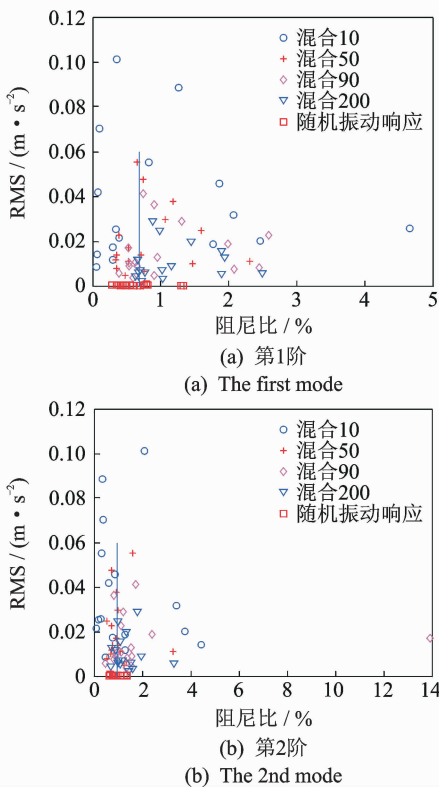 0.12
0.10
0.08
0.06
0.04
0.02
0
RMS / (m • s⁻²)
混合10
混合50
混合90
混合200
随机振动响应
0 1 2 3 4 5
阻尼比 / %
(a) 第1阶
(a) The first mode
0.12
0.10
0.08
0.06
0.04
0.02
0
RMS / (m • s⁻²)
混合10
混合50
混合90
混合200
随机振动响应
0 2 4 6 8 10 12 14
阻尼比 / %
(b) 第2阶
(b) The 2nd mode